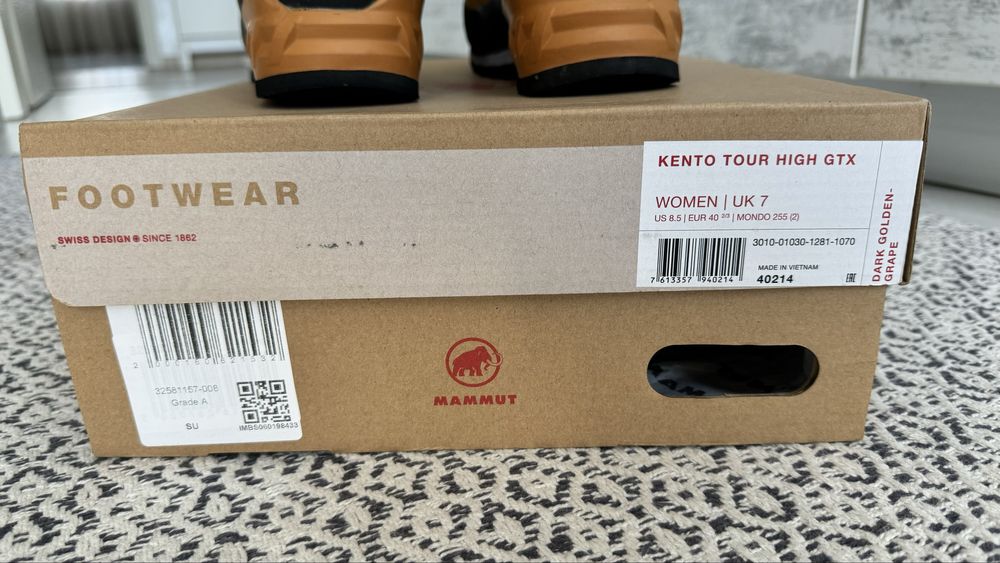 FOOTWEAR
SWISS DESIGN SINCE 1862
KENTO TOUR HIGH GTX
WOMEN | UK 7
US 8.5 | EUR 40 2/3 | MONDO 255 (2)
3010-01030-1281-1070
7 613357 940214
MADE IN VIETNAM
40214
EAC
DARK GOLDEN-
GRAPE
32581157-008
Grade A
SU
IMBS060198433
MAMMUT